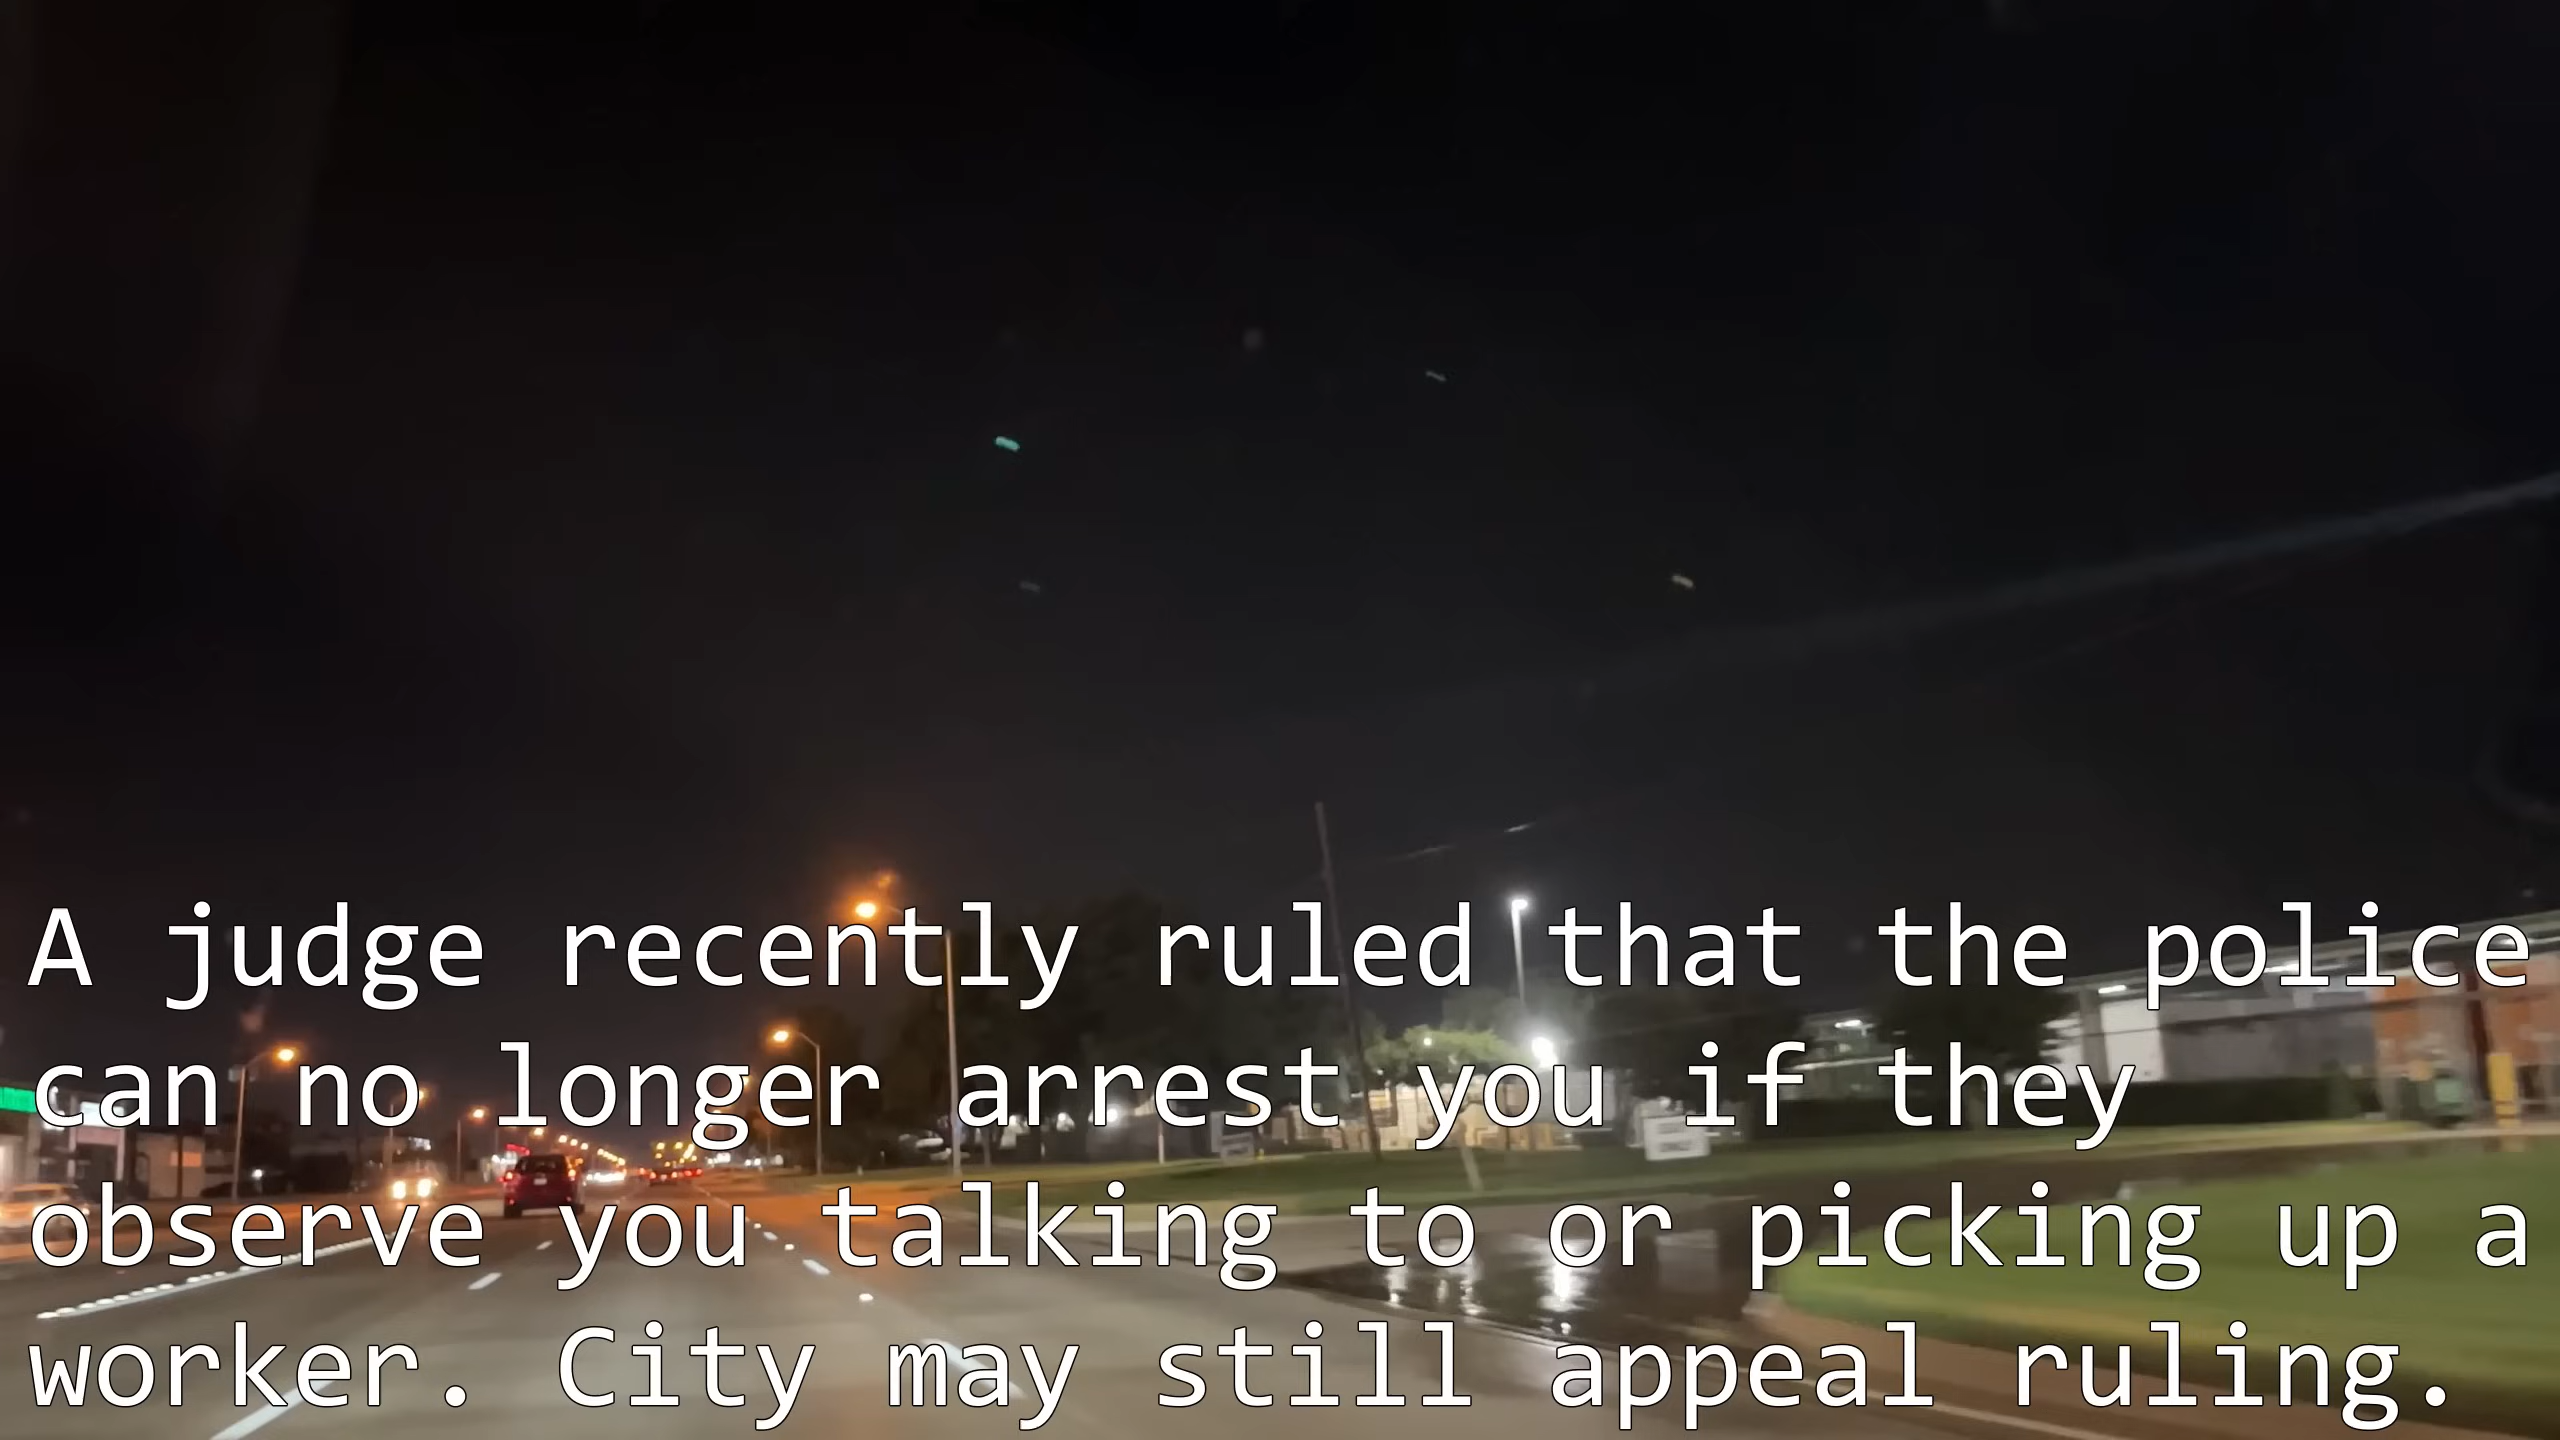 A judge recently ruled that the police
can no longer arrest you if they
observe you talking to or picking up a
worker. City may still appeal ruling.